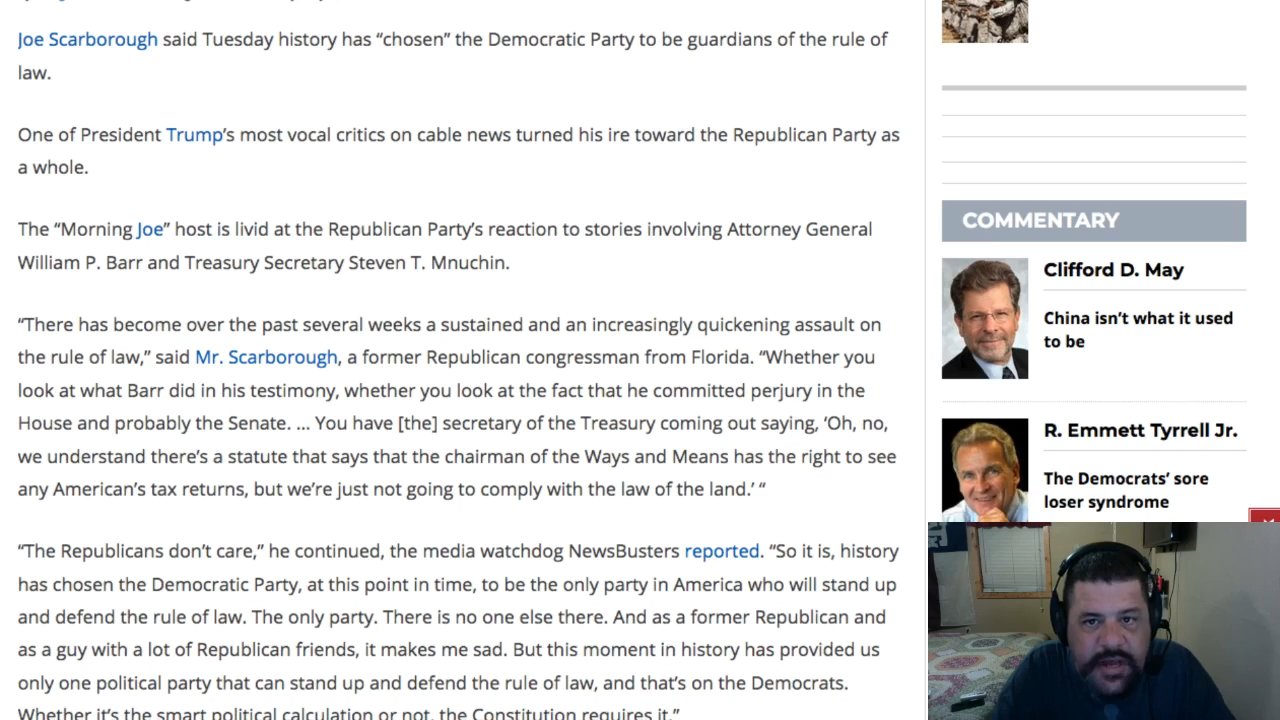 Joe Scarborough said Tuesday history has “chosen” the Democratic Party to be guardians of the rule of
law.
One of President Trump’s most vocal critics on cable news turned his ire toward the Republican Party as
a whole.
The “Morning Joe” host is livid at the Republican Party’s reaction to stories involving Attorney General
William P. Barr and Treasury Secretary Steven T. Mnuchin.
“There has become over the past several weeks a sustained and an increasingly quickening assault on
the rule of law,” said Mr. Scarborough, a former Republican congressman from Florida. “Whether you
look at what Barr did in his testimony, whether you look at the fact that he committed perjury in the
House and probably the Senate. ... You have [the] secretary of the Treasury coming out saying, ‘Oh, no,
we understand there’s a statute that says that the chairman of the Ways and Means has the right to see
any American’s tax returns, but we’re just not going to comply with the law of the land.’ “
“The Republicans don’t care,” he continued, the media watchdog NewsBusters reported. “So it is, history
has chosen the Democratic Party, at this point in time, to be the only party in America who will stand up
and defend the rule of law. The only party. There is no one else there. And as a former Republican and
as a guy with a lot of Republican friends, it makes me sad. But this moment in history has provided us
only one political party that can stand up and defend the rule of law, and that’s on the Democrats.
Whether it’s the smart political calculation or not, the Constitution requires it.”
COMMENTARY
Clifford D. May
China isn’t what it used
to be
R. Emmett Tyrrell Jr.
The Democrats’ sore
loser syndrome